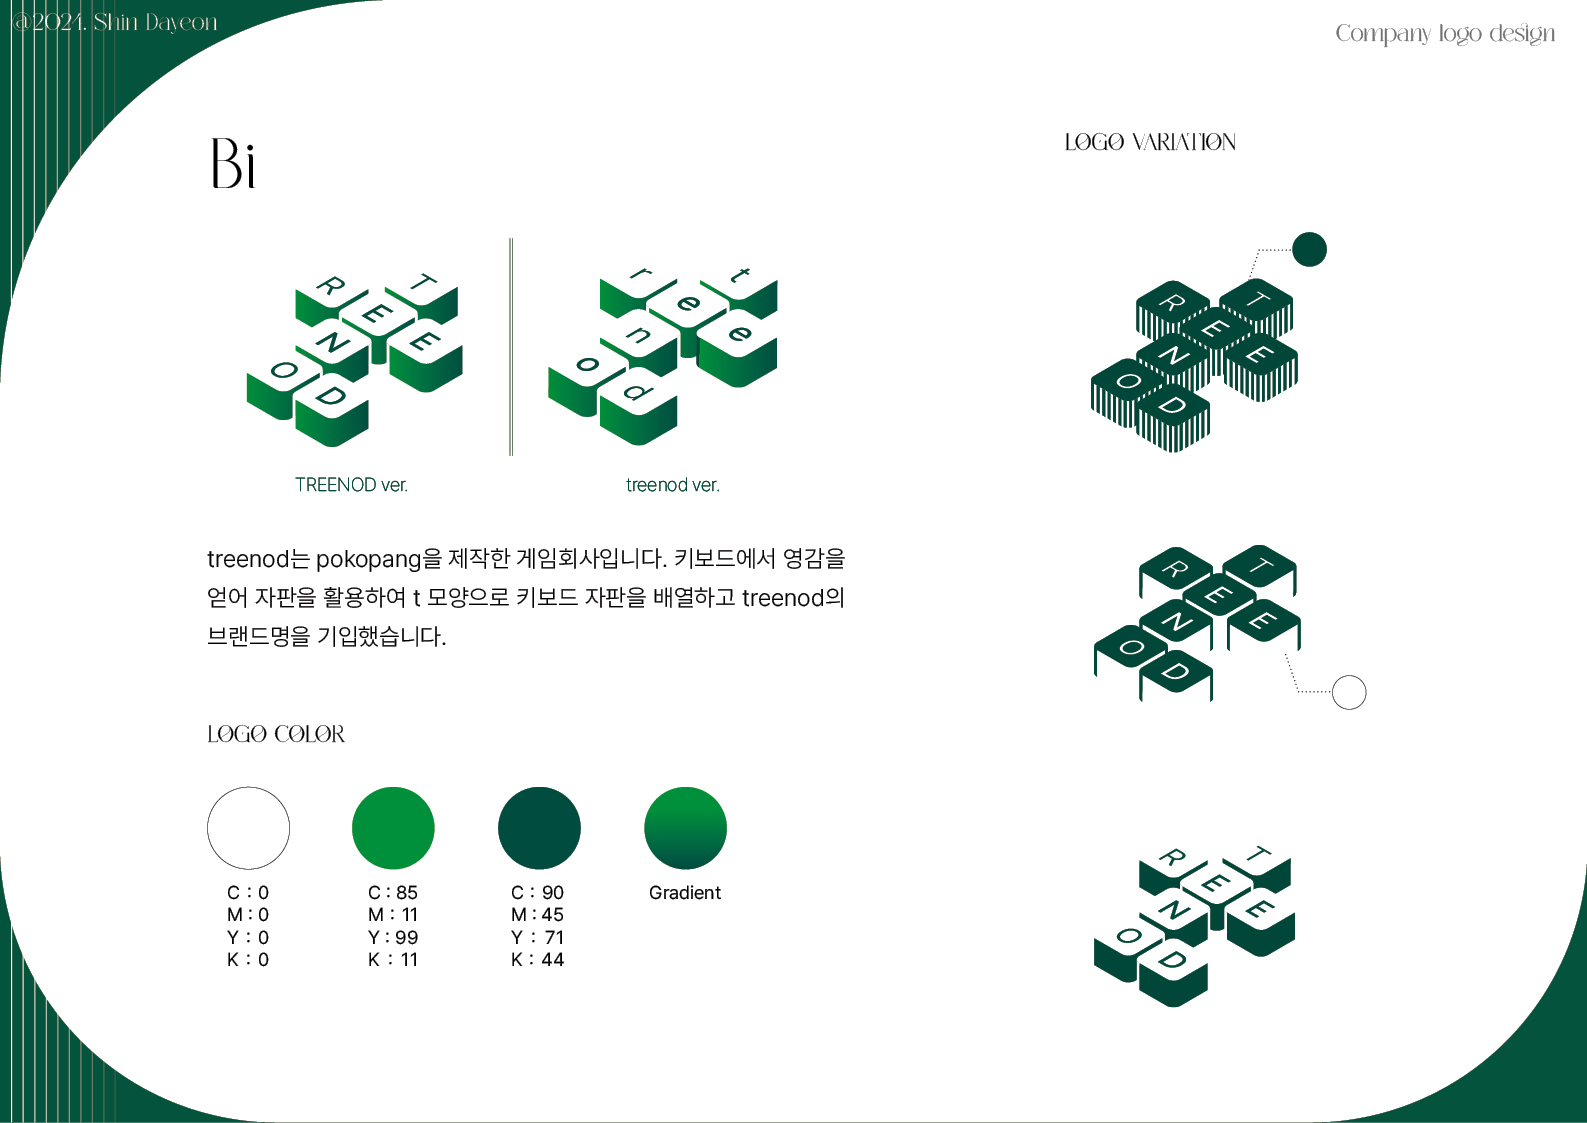 @2024. Shin Dayeon
Company logo design
Bi
R T
E
N E
O
D
r t
e
n e
o
d
TREENOD ver.
treenod ver.
treenod는 pokopang을 제작한 게임회사입니다. 키보드에서 영감을
얻어 자판을 활용하여 t 모양으로 키보드 자판을 배열하고 treenod의
브랜드명을 기입했습니다.
LOGO COLOR
C : 0
M : 0
Y : 0
K : 0
C : 85
M : 11
Y : 99
K : 11
C : 90
M : 45
Y : 71
K : 44
Gradient
LOGO VARIATION
R T
E
N E
O
D
R T
E
N E
O
D
R T
E
N E
O
D